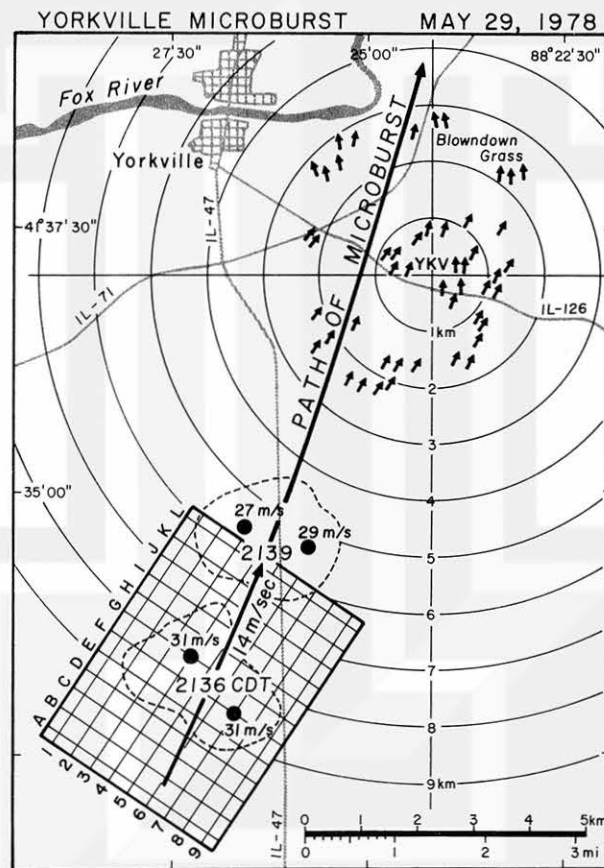 YORKVILLE MICROBURST MAY 29, 1978
27'30" 25'00" 88°22'30"
Fox River
Blowdown
Grass
Yorkville
PATH OF MICROBURST
IL-47
41°37'30"
YKV
IL-71
IL-126
1km
2
3
35'00"
4
27 m/s
29 m/s
2139
5
A B C D E F G H I J K L
14m/sec
6
31 m/s
7
2136 CDT
8
31m/s
1 2 3 4 5 6 7 8 9
9 km
IL-47
0 1 2 3 4 5km
0 1 2 3 mi